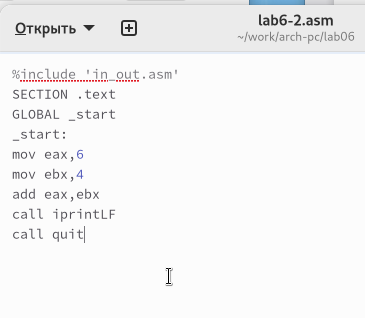 Открыть
lab6-2.asm
~/work/arch-pc/lab06
%include 'in_out.asm'
SECTION .text
GLOBAL _start
_start:
mov eax,6
mov ebx,4
add eax,ebx
call iprintLF
call quit